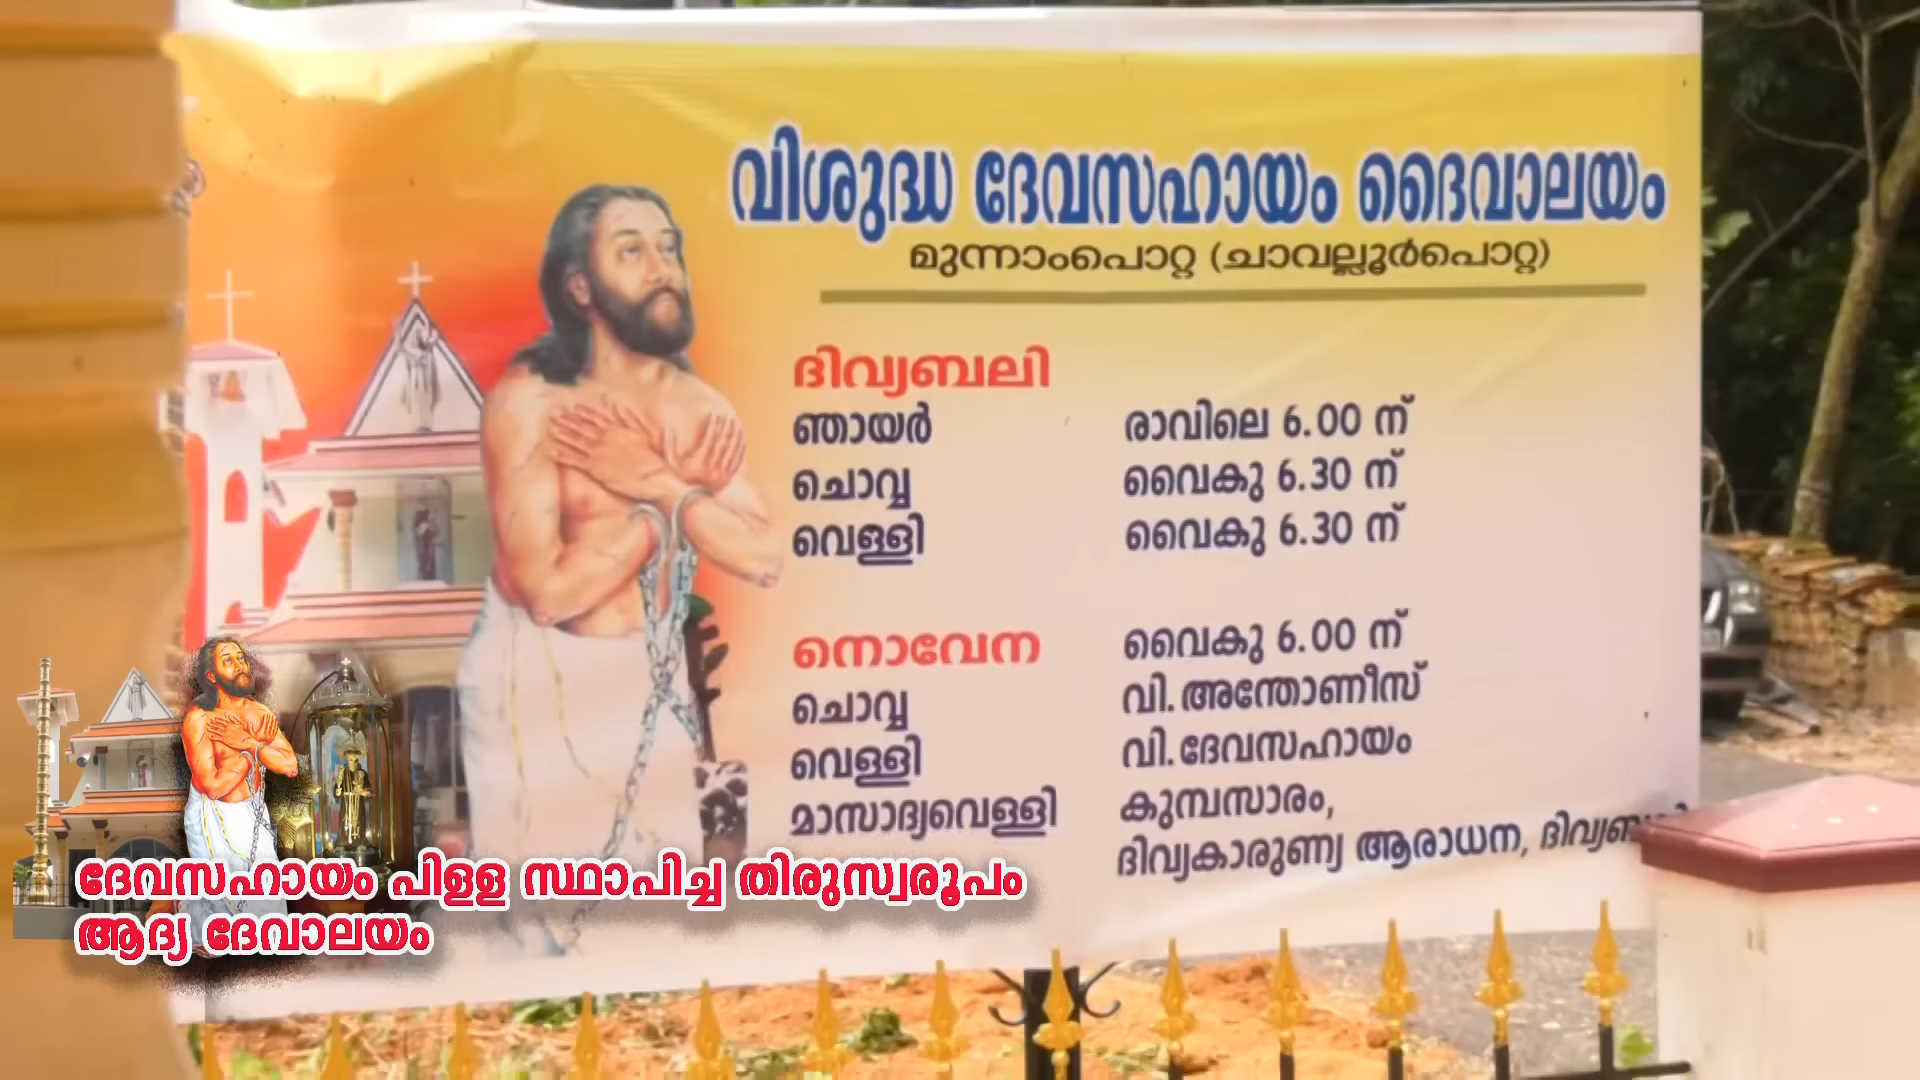 വിശുദ്ധ ദേവസഹായം ദൈവാലയം
മുന്നാംപൊറ്റ (ചാവല്ലൂർപൊറ്റ)
ദിവ്യബലി
ഞായർ രാവിലെ 6.00 ന്
ചൊവ്വ വൈകു 6.30 ന്
വെള്ളി വൈകു 6.30 ന്
നൊവേന വൈകു 6.00 ന്
ചൊവ്വ വി. അന്തോണീസ്
വെള്ളി വി. ദേവസഹായം
മാസാദ്യവെള്ളി കുമ്പസാരം,
ദിവ്യകാരുണ്യ ആരാധന,
ദേവസഹായം പിളള സ്ഥാപിച്ച തിരുസ്വരൂപം
ആദ്യ ദേവാലയം